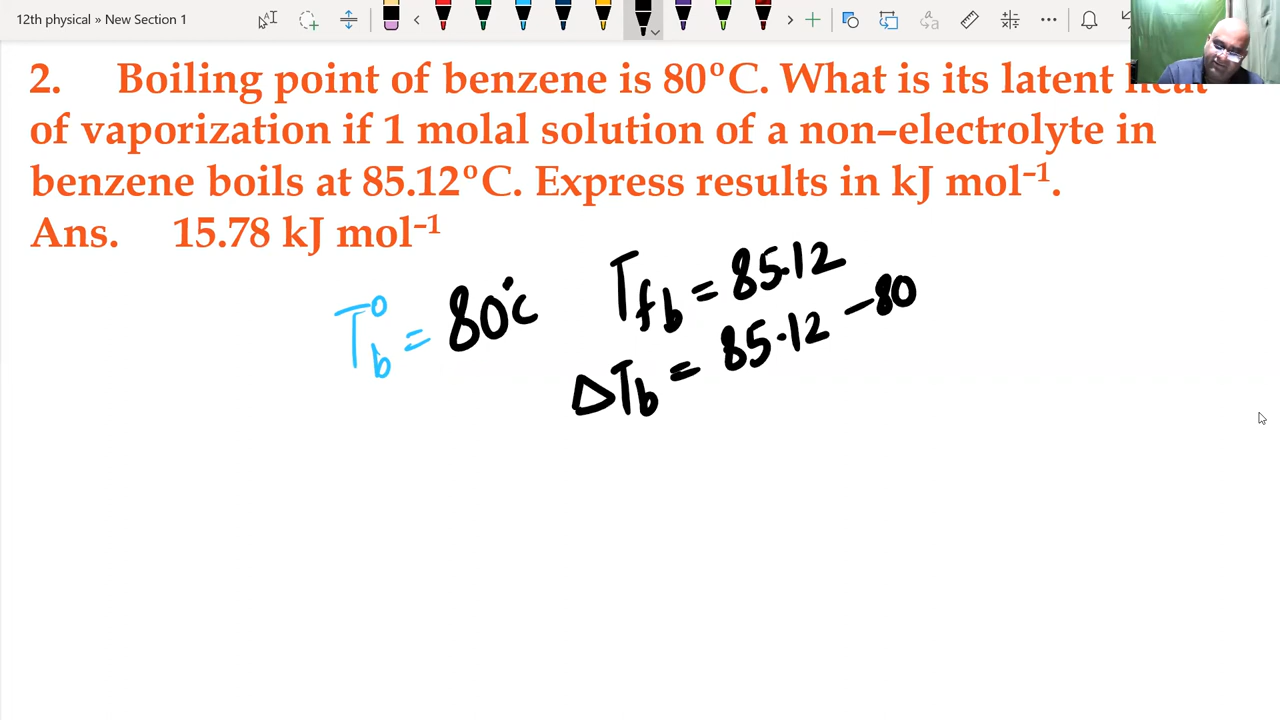 12th physical » New Section 1
2. Boiling point of benzene is 80°C. What is its latent heat
of vaporization if 1 molal solution of a non–electrolyte in
benzene boils at 85.12°C. Express results in kJ mol⁻¹.
Ans. 15.78 kJ mol⁻¹
T°b = 80°C Tfb = 85.12
ΔTb = 85.12 – 80